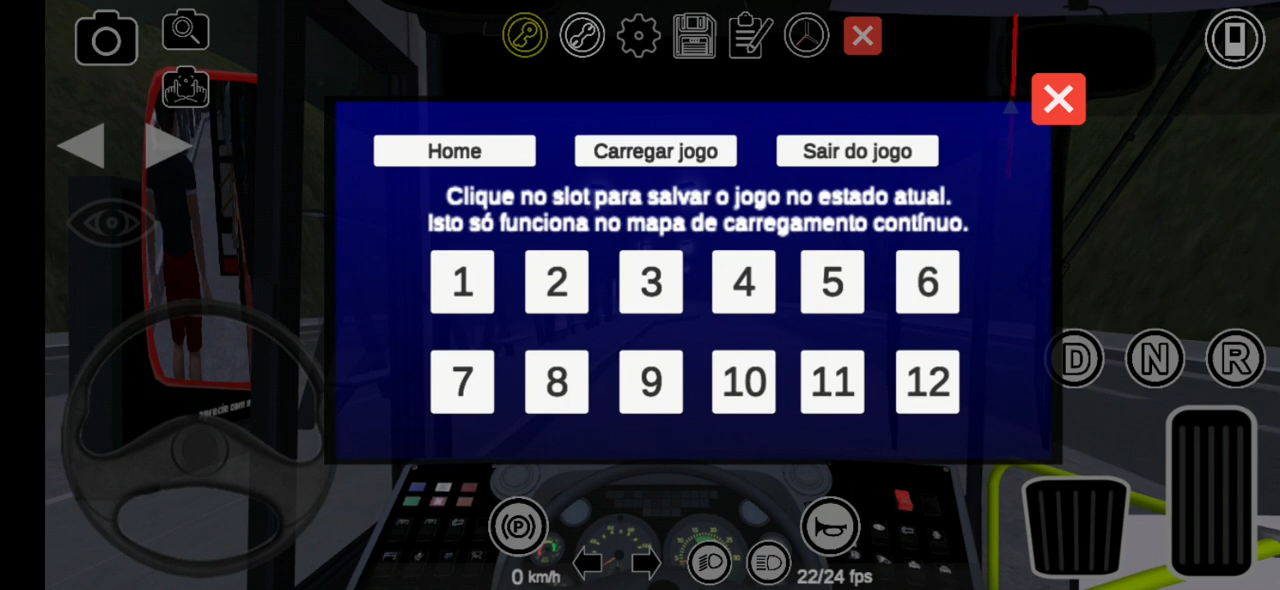 Home
Carregar jogo
Sair do jogo
Clique no slot para salvar o jogo no estado atual.
Isto só funciona no mapa de carregamento contínuo.
1 2 3 4 5 6
7 8 9 10 11 12
D N R
(P)
0 km/h
22/24 fps